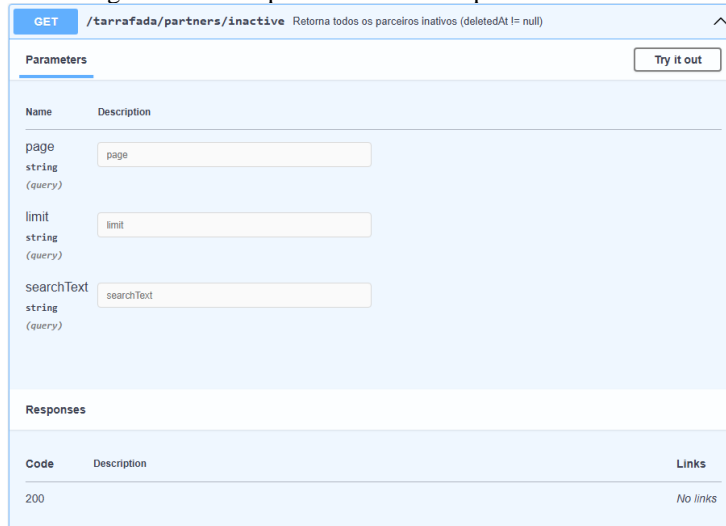 GET /tarrafada/partners/inactive Retorna todos os parceiros inativos (deletedAt != null)
Parameters Try it out
Name Description
page page
string
(query)
limit limit
string
(query)
searchText searchText
string
(query)
Responses
Code Description Links
200 No links